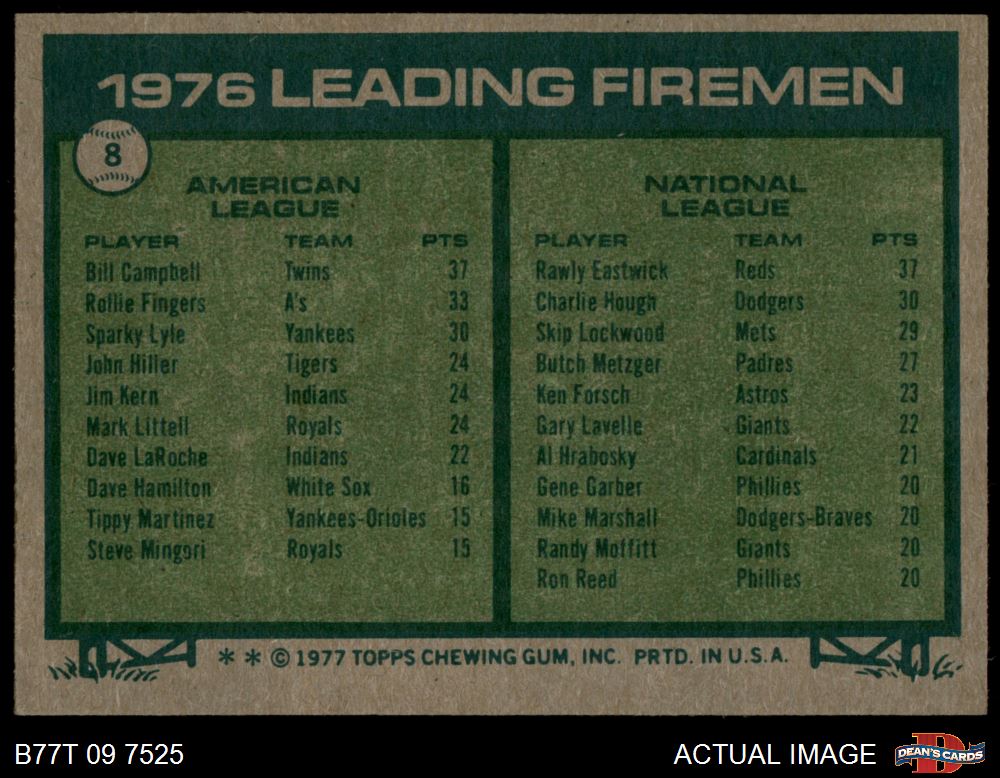 1976 LEADING FIREMEN
8
AMERICAN
LEAGUE
PLAYER TEAM PTS
Bill Campbell Twins 37
Rollie Fingers A's 33
Sparky Lyle Yankees 30
John Hiller Tigers 24
Jim Kern Indians 24
Mark Littell Royals 24
Dave LaRoche Indians 22
Dave Hamilton White Sox 16
Tippy Martinez Yankees-Orioles 15
Steve Mingori Royals 15
NATIONAL
LEAGUE
PLAYER TEAM PTS
Rawly Eastwick Reds 37
Charlie Hough Dodgers 30
Skip Lockwood Mets 29
Butch Metzger Padres 27
Ken Forsch Astros 23
Gary Lavelle Giants 22
Al Hrabosky Cardinals 21
Gene Garber Phillies 20
Mike Marshall Dodgers-Braves 20
Randy Moffitt Giants 20
Ron Reed Phillies 20
* * © 1977 TOPPS CHEWING GUM, INC. PRTD. IN U.S.A.
B77T 09 7525 ACTUAL IMAGE
D
DEAN'S CARDS